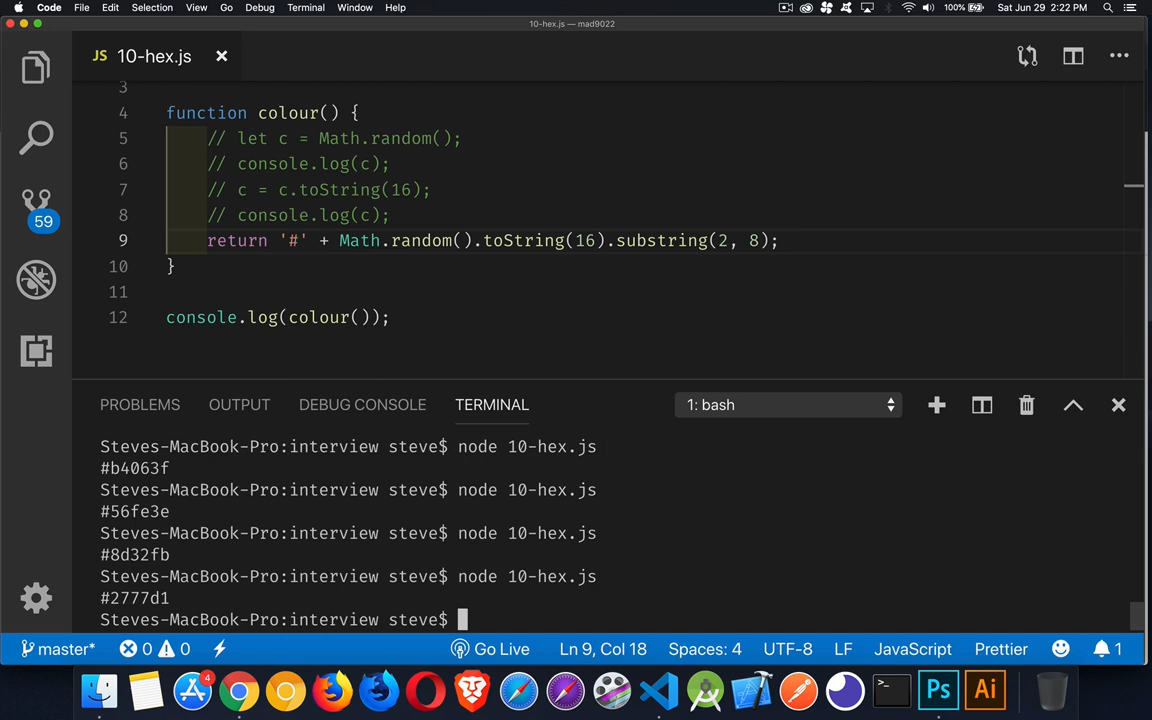 Code File Edit Selection View Go Debug Terminal Window Help 100% Sat Jun 29 2:22 PM
10-hex.js — mad9022
JS 10-hex.js
3
4 function colour() {
5 // let c = Math.random();
6 // console.log(c);
7 // c = c.toString(16);
8 // console.log(c);
9 return '#' + Math.random().toString(16).substring(2, 8);
10 }
11
12 console.log(colour());
59
PROBLEMS OUTPUT DEBUG CONSOLE TERMINAL 1: bash
Steves-MacBook-Pro:interview steve$ node 10-hex.js
#b4063f
Steves-MacBook-Pro:interview steve$ node 10-hex.js
#56fe3e
Steves-MacBook-Pro:interview steve$ node 10-hex.js
#8d32fb
Steves-MacBook-Pro:interview steve$ node 10-hex.js
#2777d1
Steves-MacBook-Pro:interview steve$
master* 0 0 Go Live Ln 9, Col 18 Spaces: 4 UTF-8 LF JavaScript Prettier 1
4 >_ Ps Ai